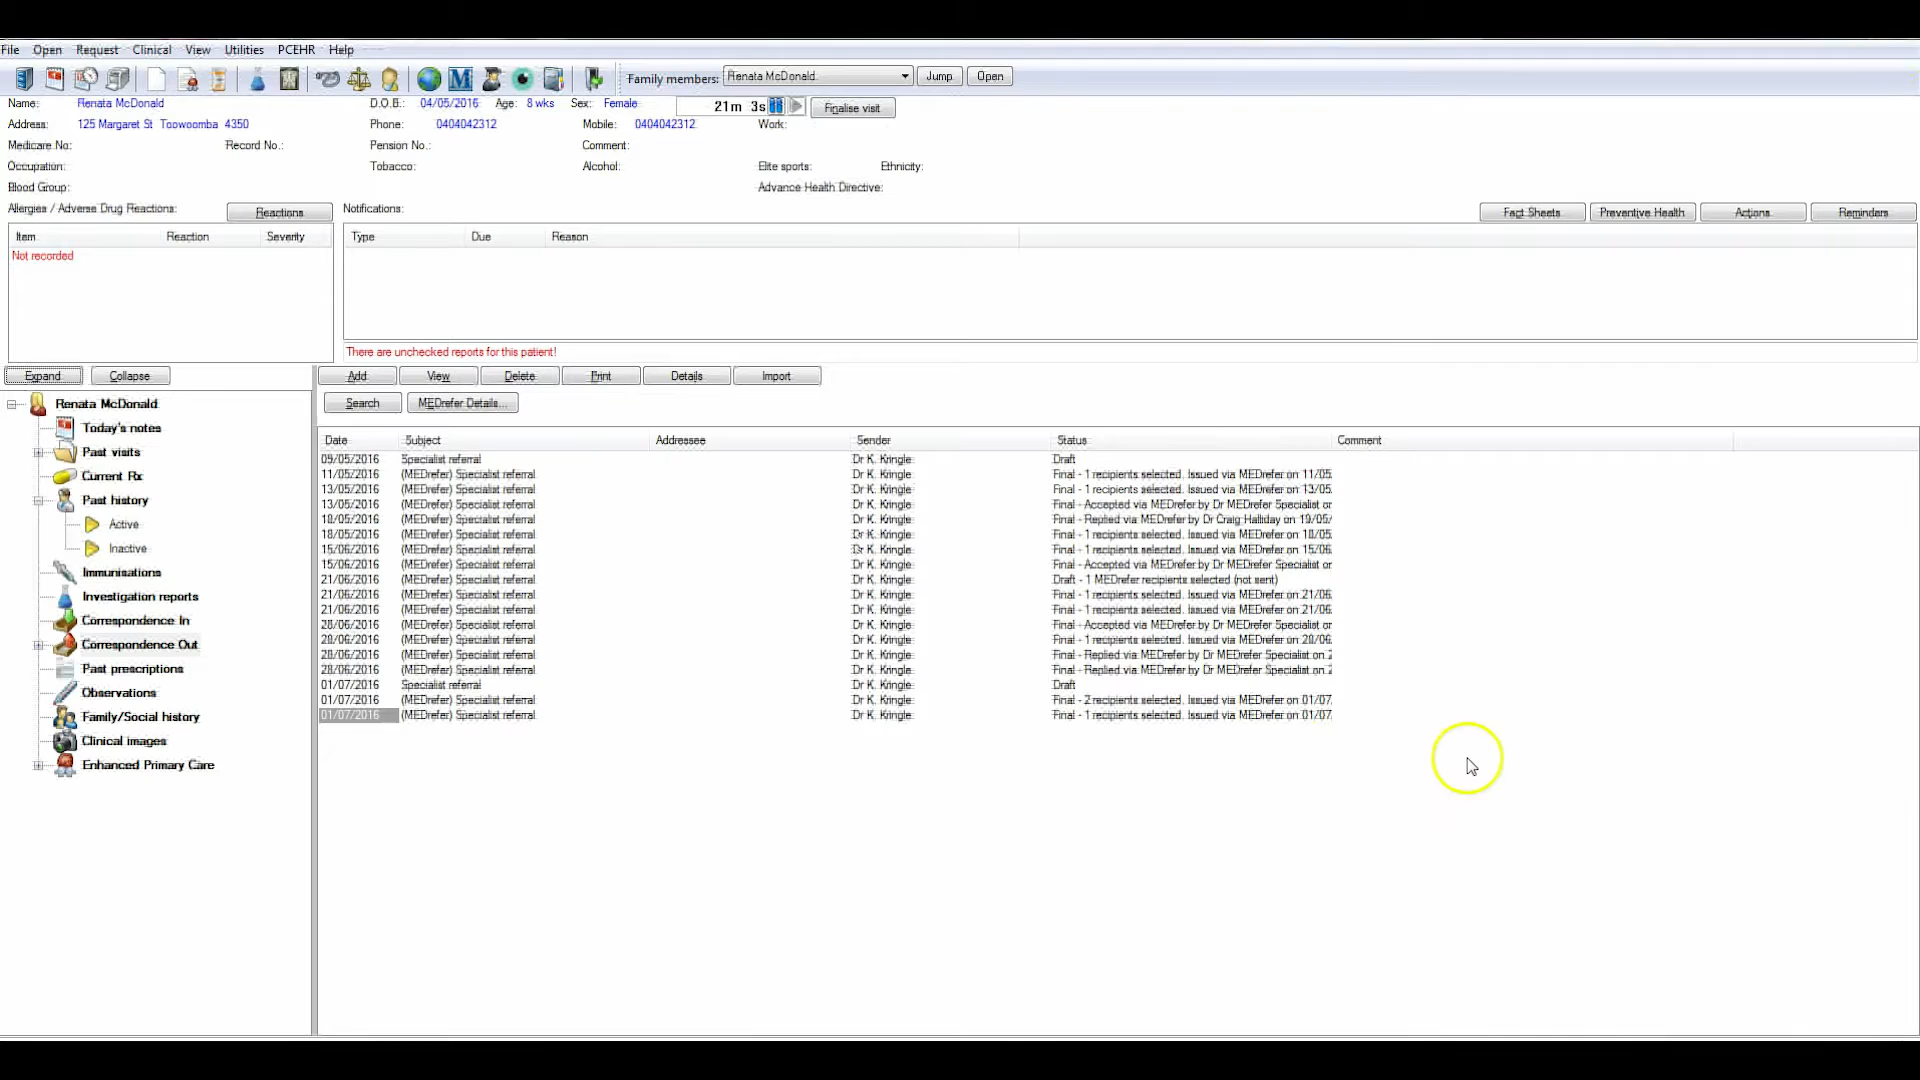 File Open Request Clinical View Utilities PCEHR Help
Family members: Renata McDonald Jump Open
Name: Renata McDonald D.O.B.: 04/05/2016 Age: 8 wks Sex: Female 21m 3s Finalise visit
Address: 125 Margaret St Toowoomba 4350 Phone: 0404042312 Mobile: 0404042312 Work:
Medicare No: Record No.: Pension No.: Comment:
Occupation: Tobacco: Alcohol: Elite sports: Ethnicity:
Blood Group: Advance Health Directive:
Allergies / Adverse Drug Reactions: Reactions Notifications: Fact Sheets Preventive Health Actions Reminders
Item Reaction Severity Type Due Reason
Not recorded
There are unchecked reports for this patient!
Expand Collapse Add View Delete Print Details Import
Search MEDrefer Details...
Renata McDonald
Today's notes
Past visits
Current Rx
Past history
Active
Inactive
Immunisations
Investigation reports
Correspondence In
Correspondence Out
Past prescriptions
Observations
Family/Social history
Clinical images
Enhanced Primary Care
Date Subject Addressee Sender Status Comment
09/05/2016 Specialist referral Dr K. Kringle Draft
11/05/2016 (MEDrefer) Specialist referral Dr K. Kringle Final - 1 recipients selected. Issued via MEDrefer on 11/05.
13/05/2016 (MEDrefer) Specialist referral Dr K. Kringle Final - 1 recipients selected. Issued via MEDrefer on 13/05.
13/05/2016 (MEDrefer) Specialist referral Dr K. Kringle Final - Accepted via MEDrefer by Dr MEDrefer Specialist or
18/05/2016 (MEDrefer) Specialist referral Dr K. Kringle Final - Replied via MEDrefer by Dr Craig Halliday on 19/05/
18/05/2016 (MEDrefer) Specialist referral Dr K. Kringle Final - 1 recipients selected. Issued via MEDrefer on 18/05.
15/06/2016 (MEDrefer) Specialist referral Dr K. Kringle Final - 1 recipients selected. Issued via MEDrefer on 15/06.
15/06/2016 (MEDrefer) Specialist referral Dr K. Kringle Final - Accepted via MEDrefer by Dr MEDrefer Specialist or
21/06/2016 (MEDrefer) Specialist referral Dr K. Kringle Draft - 1 MEDrefer recipients selected (not sent)
21/06/2016 (MEDrefer) Specialist referral Dr K. Kringle Final - 1 recipients selected. Issued via MEDrefer on 21/06.
21/06/2016 (MEDrefer) Specialist referral Dr K. Kringle Final - 1 recipients selected. Issued via MEDrefer on 21/06.
28/06/2016 (MEDrefer) Specialist referral Dr K. Kringle Final - Accepted via MEDrefer by Dr MEDrefer Specialist or
28/06/2016 (MEDrefer) Specialist referral Dr K. Kringle Final - 1 recipients selected. Issued via MEDrefer on 28/06.
28/06/2016 (MEDrefer) Specialist referral Dr K. Kringle Final - Replied via MEDrefer by Dr MEDrefer Specialist on 2
28/06/2016 (MEDrefer) Specialist referral Dr K. Kringle Final - Replied via MEDrefer by Dr MEDrefer Specialist on 2
01/07/2016 Specialist referral Dr K. Kringle Draft
01/07/2016 (MEDrefer) Specialist referral Dr K. Kringle Final - 2 recipients selected. Issued via MEDrefer on 01/07.
01/07/2016 (MEDrefer) Specialist referral Dr K. Kringle Final - 1 recipients selected. Issued via MEDrefer on 01/07.